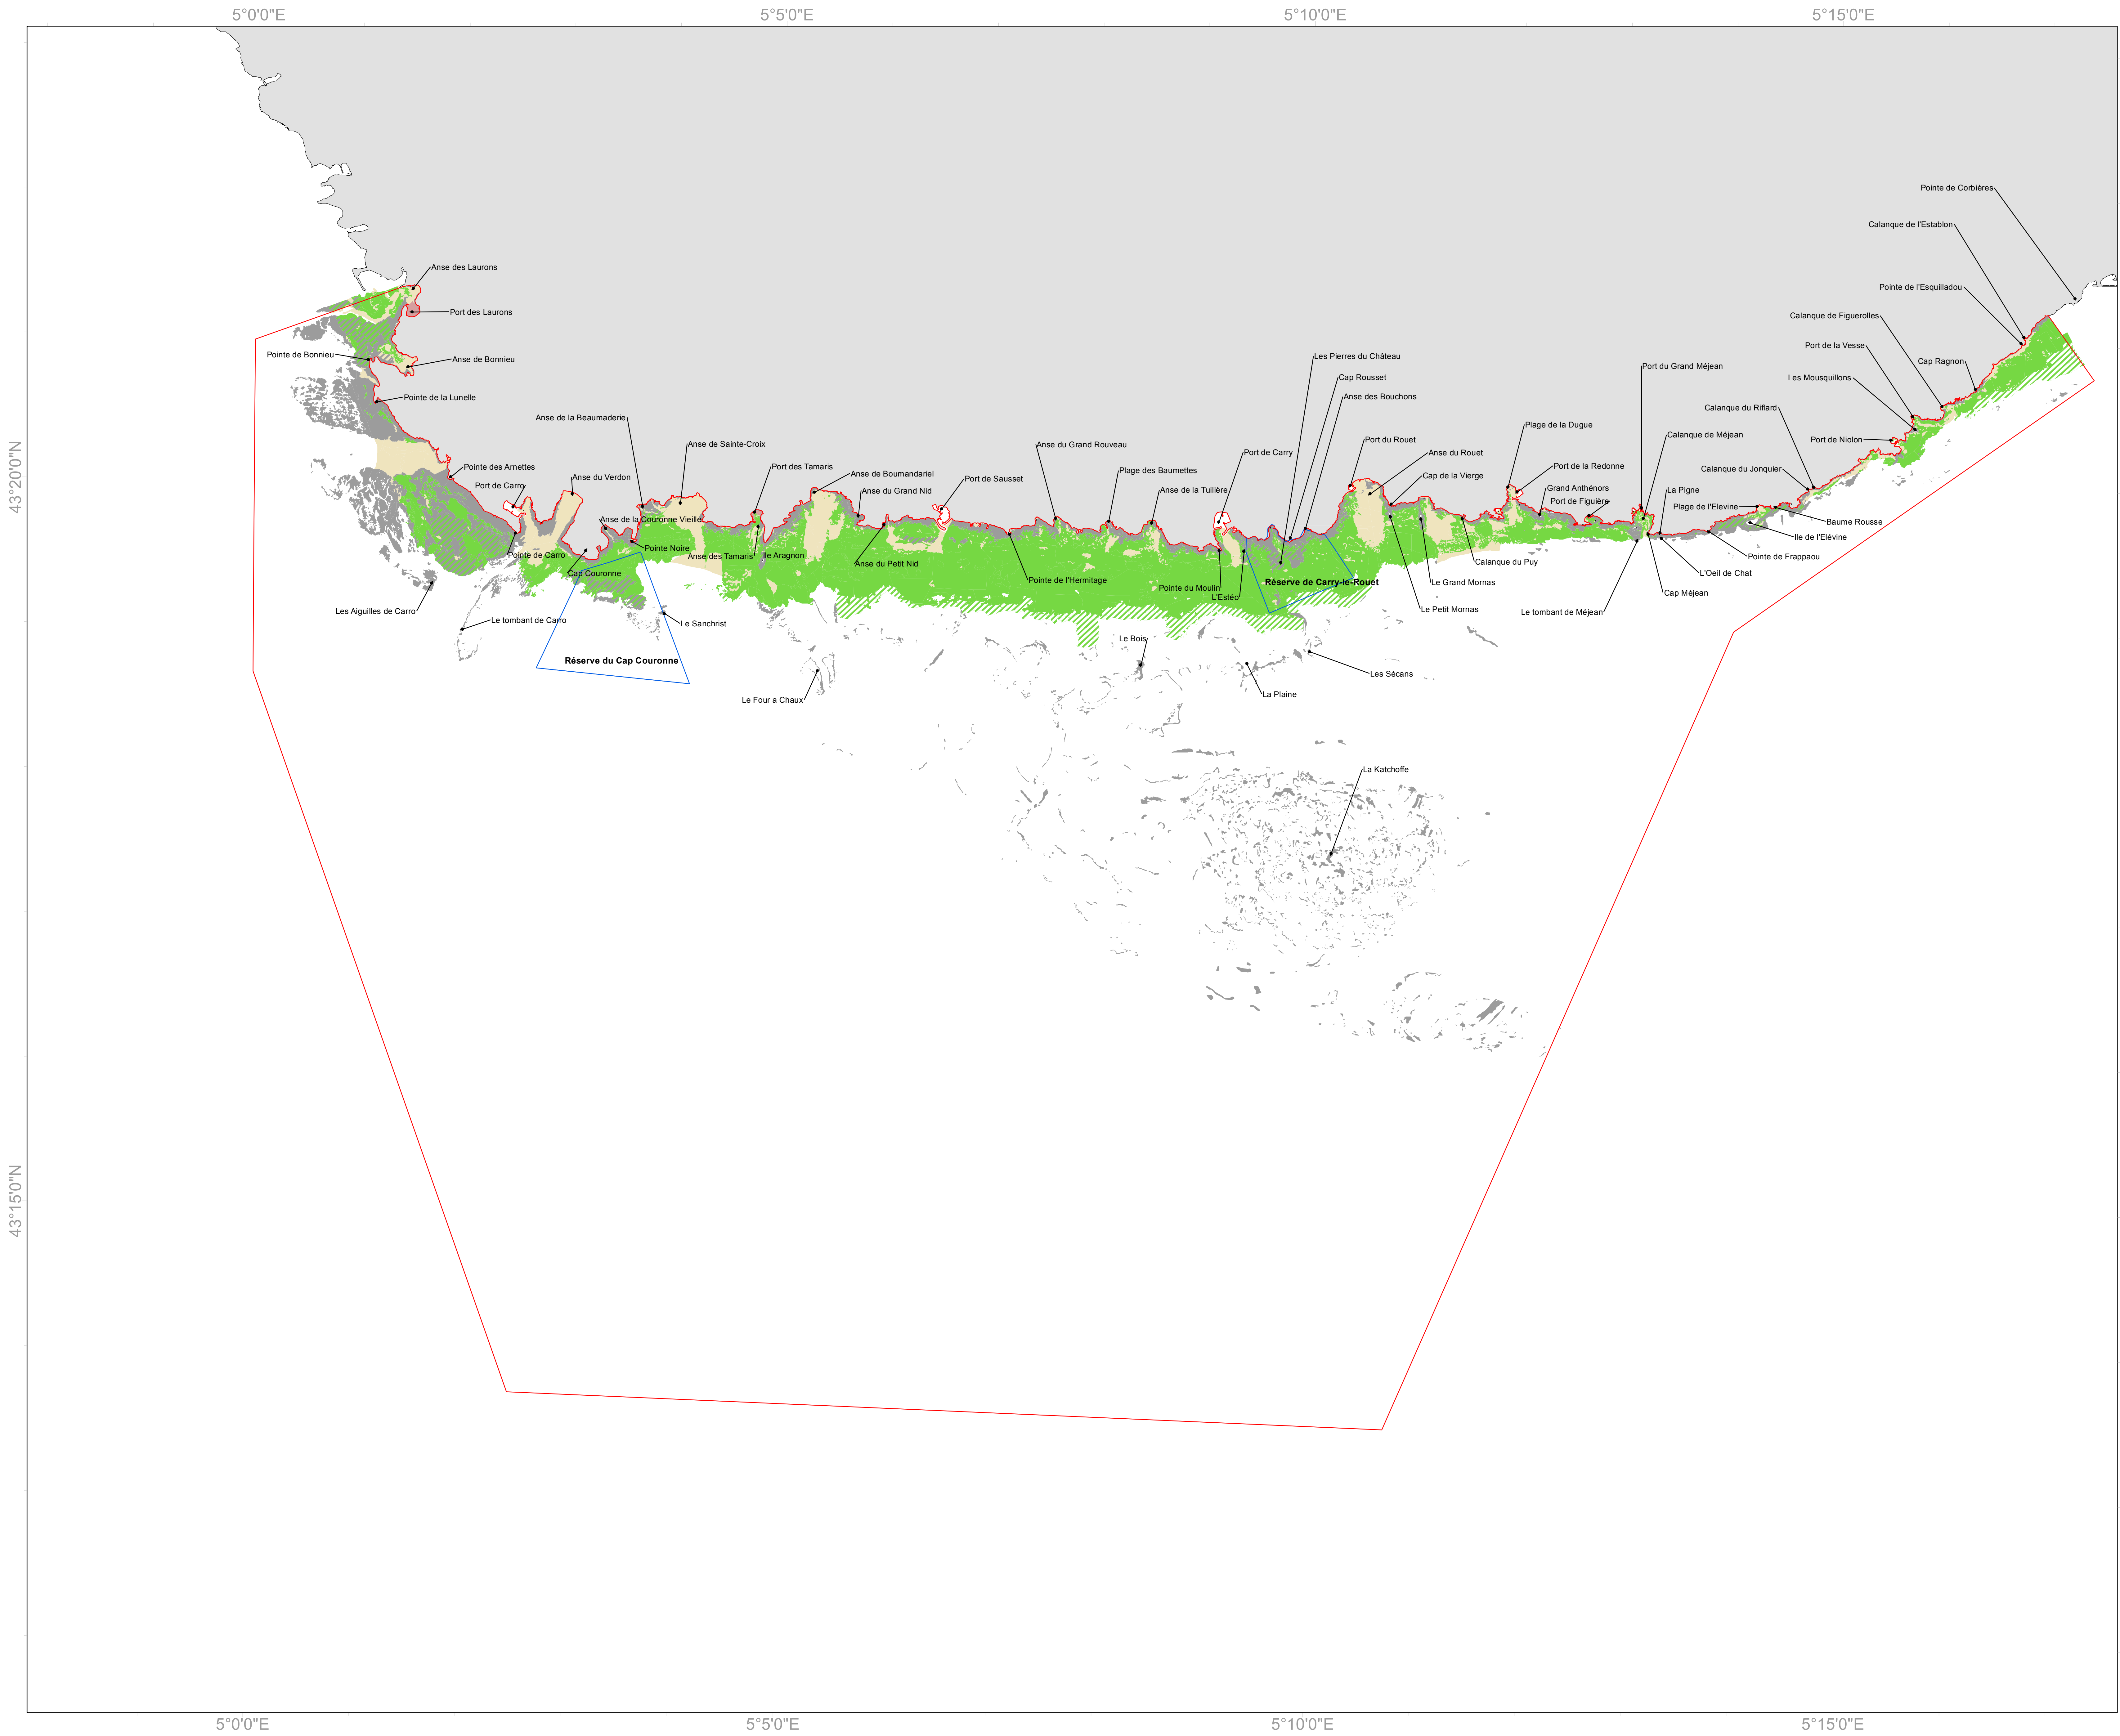 5°0'0"E
5°5'0"E
5°10'0"E
5°15'0"E
Pointe de Corbières
Calanque de l'Establon
Anse des Laurons
Pointe de l'Esquilladou
Port des Laurons
Calanque de Figuerolles
Port de la Vesse
Pointe de Bonnieu
Anse de Bonnieu
Les Pierres du Château
Cap Ragnon
Port du Grand Méjean
Cap Rousset
Les Mousquillons
Pointe de la Lunelle
Anse des Bouchons
Calanque du Riflard
Anse de la Beaumaderie
Plage de la Dugue
Calanque de Méjean
Port de Niolon
Anse de Sainte-Croix
Anse du Grand Rouveau
Port du Rouet
Port de Carry
Anse du Rouet
43°20'0"N
Pointe des Arnettes
Port des Tamaris
Plage des Baumettes
Port de la Redonne
Calanque du Jonquier
Anse du Verdon
Anse de Boumandariel
Port de Sausset
Cap de la Vierge
Port de Carro
Anse du Grand Nid
Anse de la Tuilière
Grand Anthénors
La Pigne
Port de Figuière
Plage de l'Elevine
Anse de la Couronne Vieille
Baume Rousse
Ile de l'Elévine
Pointe Noire
Pointe de Carro
Anse des Tamaris
Ile Aragnon
Pointe de Frappaou
Anse du Petit Nid
Calanque du Puy
Cap Couronne
L'Oeil de Chat
Pointe de l'Hermitage
Réserve de Carry-le-Rouet
Le Grand Mornas
Pointe du Moulin
Cap Méjean
L'Estéo
Les Aiguilles de Carro
Le Petit Mornas
Le tombant de Méjean
Le tombant de Carro
Le Sanchrist
Le Bois
Réserve du Cap Couronne
Les Sécans
La Plaine
Le Four a Chaux
La Katchoffe
43°15'0"N
5°0'0"E
5°5'0"E
5°10'0"E
5°15'0"E